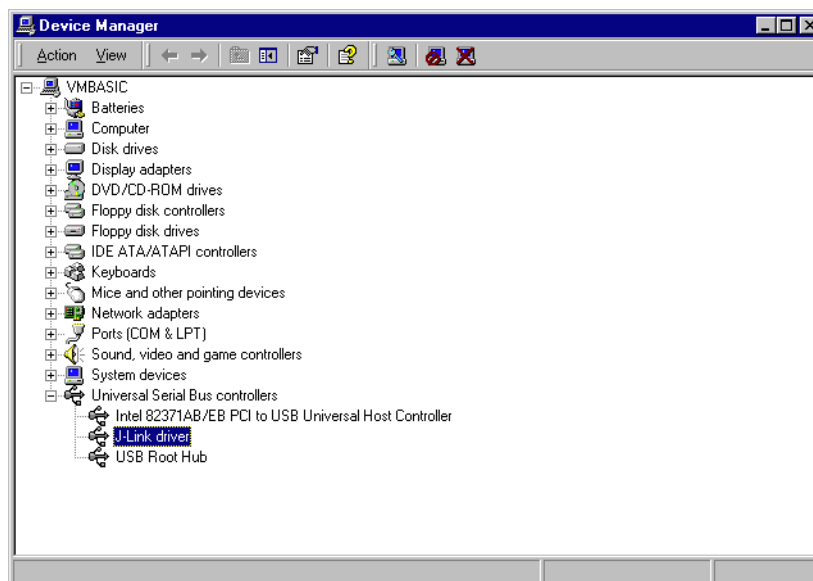 Device Manager
Action View
VMBASIC
Batteries
Computer
Disk drives
Display adapters
DVD/CD-ROM drives
Floppy disk controllers
Floppy disk drives
IDE ATA/ATAPI controllers
Keyboards
Mice and other pointing devices
Network adapters
Ports (COM & LPT)
Sound, video and game controllers
System devices
Universal Serial Bus controllers
Intel 82371AB/EB PCI to USB Universal Host Controller
J-Link driver
USB Root Hub